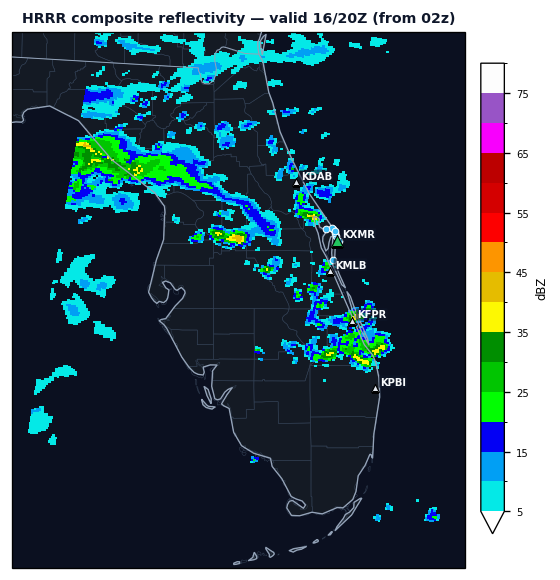 HRRR composite reflectivity — valid 16/20Z (from 02z)
KDAB
KXMR
KMLB
KFPR
KPBI
75
65
55
45
35
25
15
5
dBZ